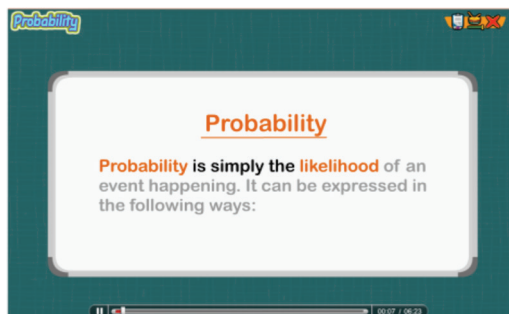 Probability
Probability
Probability is simply the likelihood of an
event happening. It can be expressed in
the following ways:
00:07 / 06:23